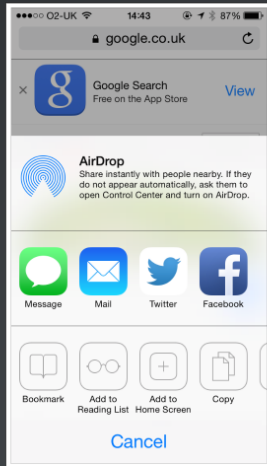 O2-UK 14:43 87%
google.co.uk
Google Search
Free on the App Store
View
AirDrop
Share instantly with people nearby. If they
do not appear automatically, ask them to
open Control Center and turn on AirDrop.
Message Mail Twitter Facebook
Bookmark Add to Add to Copy
Reading List Home Screen
Cancel